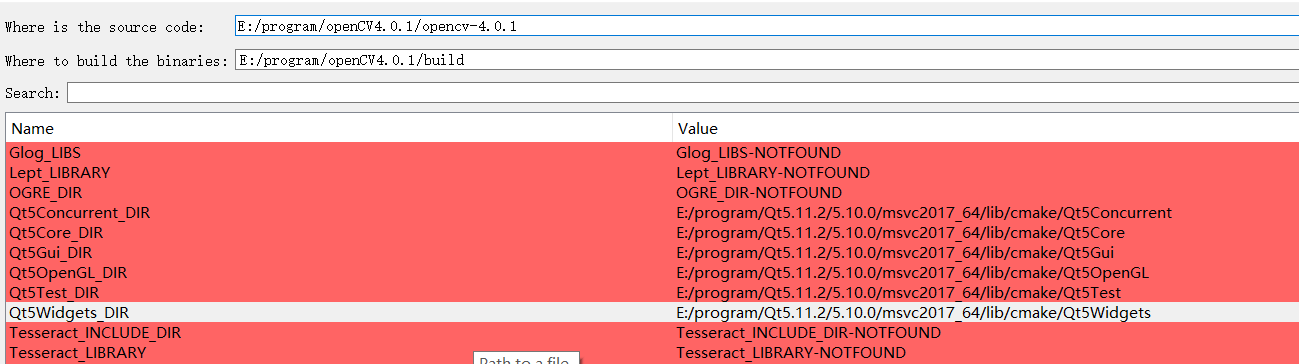 Where is the source code: E:/program/openCV4.0.1/opencv-4.0.1
Where to build the binaries: E:/program/openCV4.0.1/build
Search:
Name Value
Glog_LIBS Glog_LIBS-NOTFOUND
Lept_LIBRARY Lept_LIBRARY-NOTFOUND
OGRE_DIR OGRE_DIR-NOTFOUND
Qt5Concurrent_DIR E:/program/Qt5.11.2/5.10.0/msvc2017_64/lib/cmake/Qt5Concurrent
Qt5Core_DIR E:/program/Qt5.11.2/5.10.0/msvc2017_64/lib/cmake/Qt5Core
Qt5Gui_DIR E:/program/Qt5.11.2/5.10.0/msvc2017_64/lib/cmake/Qt5Gui
Qt5OpenGL_DIR E:/program/Qt5.11.2/5.10.0/msvc2017_64/lib/cmake/Qt5OpenGL
Qt5Test_DIR E:/program/Qt5.11.2/5.10.0/msvc2017_64/lib/cmake/Qt5Test
Qt5Widgets_DIR E:/program/Qt5.11.2/5.10.0/msvc2017_64/lib/cmake/Qt5Widgets
Tesseract_INCLUDE_DIR Tesseract_INCLUDE_DIR-NOTFOUND
Tesseract_LIBRARY Tesseract_LIBRARY-NOTFOUND
Path to a file.